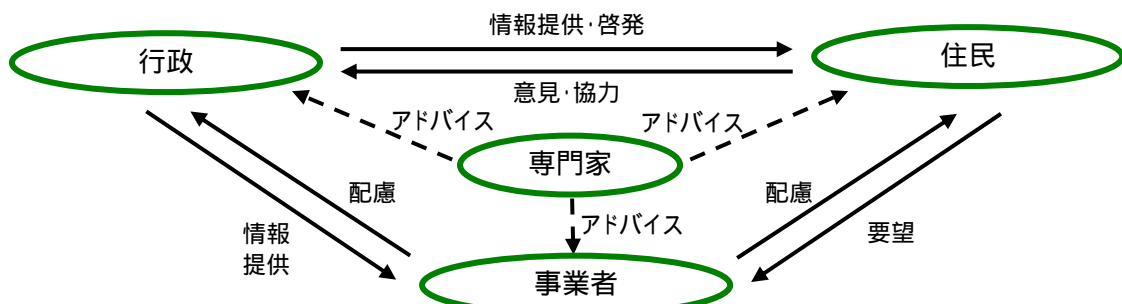 情報提供･啓発
行政
住民
意見･協力
アドバイス
アドバイス
専門家
配慮
配慮
アドバイス
情報
提供
要望
事業者